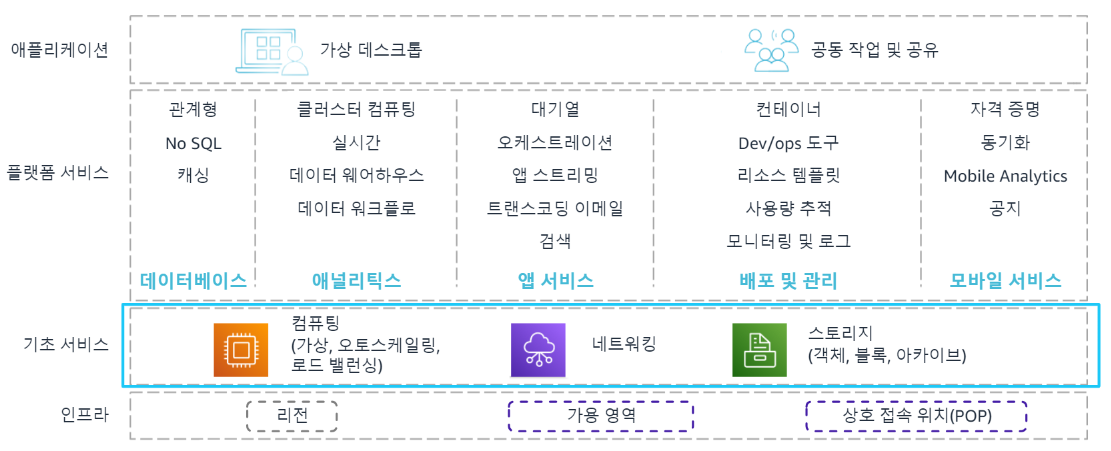 애플리케이션
가상 데스크톱
공동 작업 및 공유
플랫폼 서비스
관계형
No SQL
캐싱
데이터베이스
클러스터 컴퓨팅
실시간
데이터 웨어하우스
데이터 워크플로
애널리틱스
대기열
오케스트레이션
앱 스트리밍
트랜스코딩 이메일
검색
앱 서비스
컨테이너
Dev/ops 도구
리소스 템플릿
사용량 추적
모니터링 및 로그
배포 및 관리
자격 증명
동기화
Mobile Analytics
공지
모바일 서비스
기초 서비스
컴퓨팅
(가상, 오토스케일링,
로드 밸런싱)
네트워킹
스토리지
(객체, 블록, 아카이브)
인프라
리전
가용 영역
상호 접속 위치(POP)